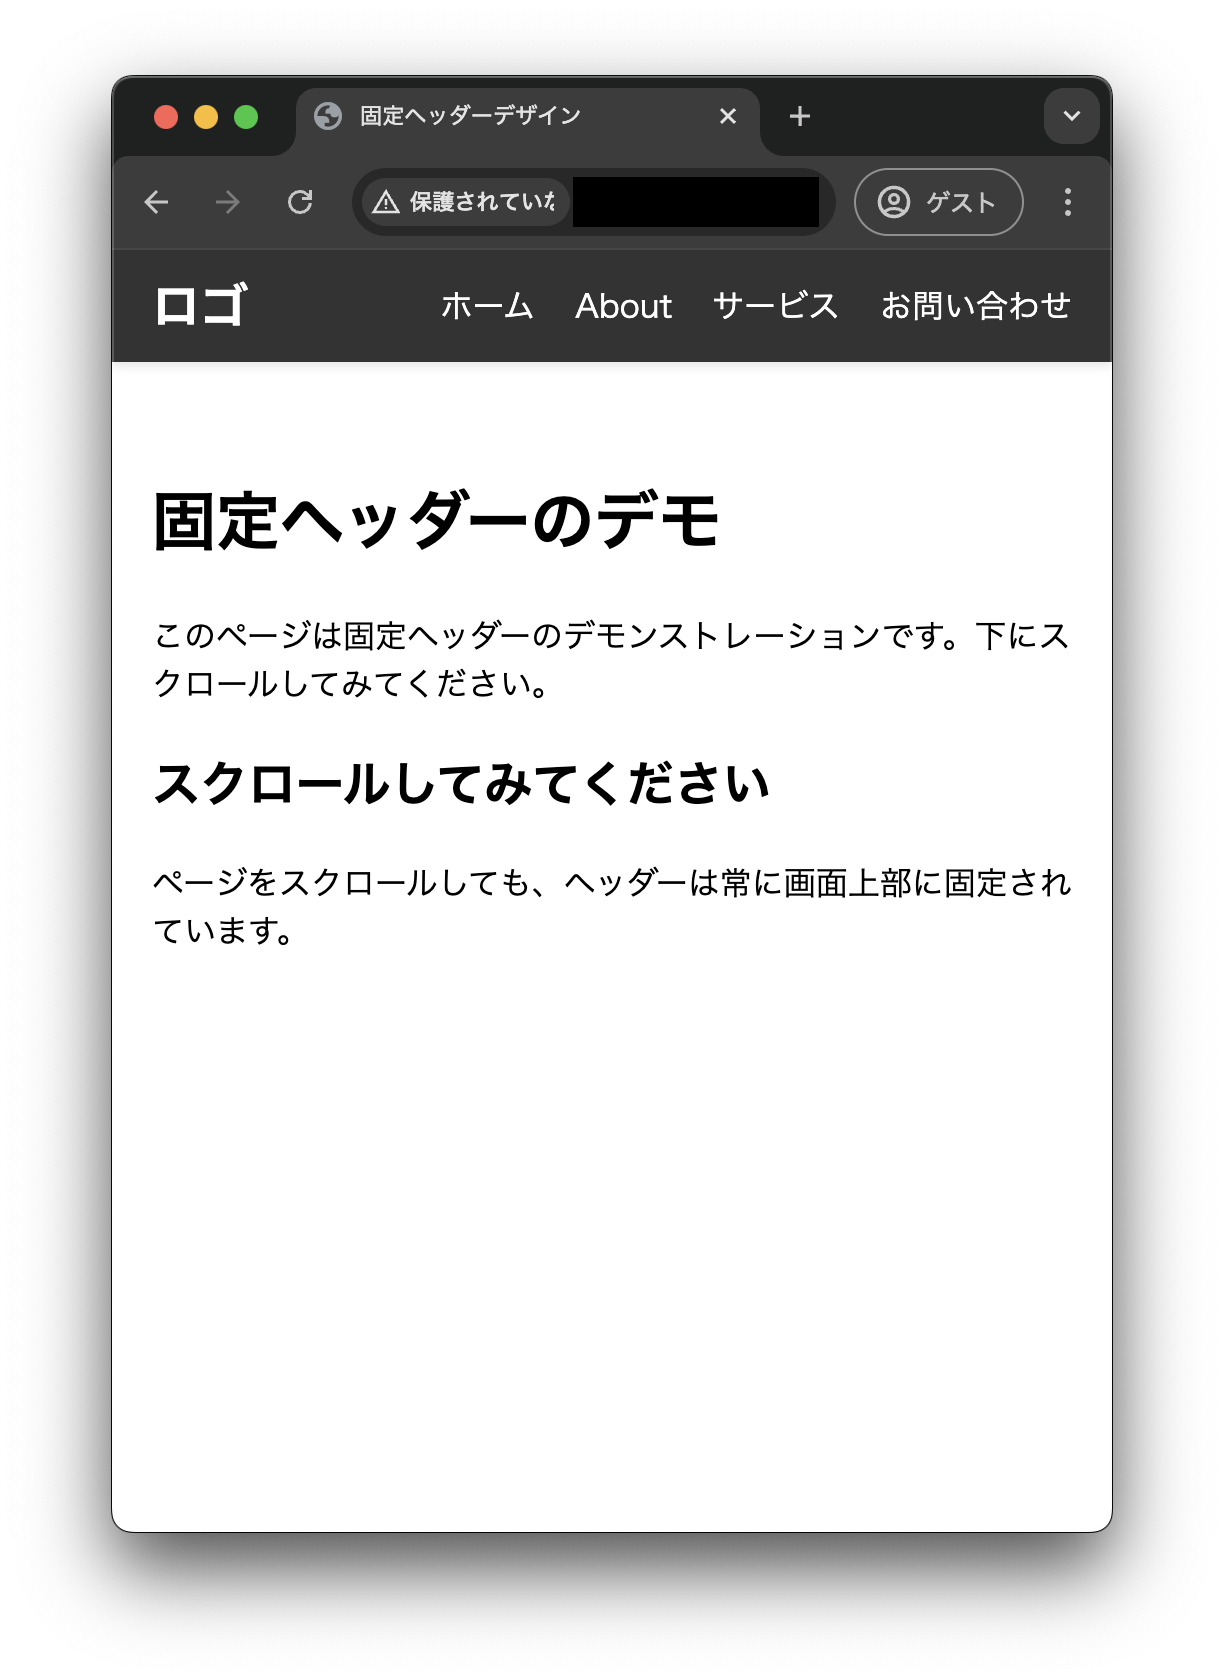 固定ヘッダーデザイン
保護されていな
ゲスト
ロゴ
ホーム About サービス お問い合わせ
固定ヘッダーのデモ
このページは固定ヘッダーのデモンストレーションです。下にス
クロールしてみてください。
スクロールしてみてください
ページをスクロールしても、ヘッダーは常に画面上部に固定され
ています。